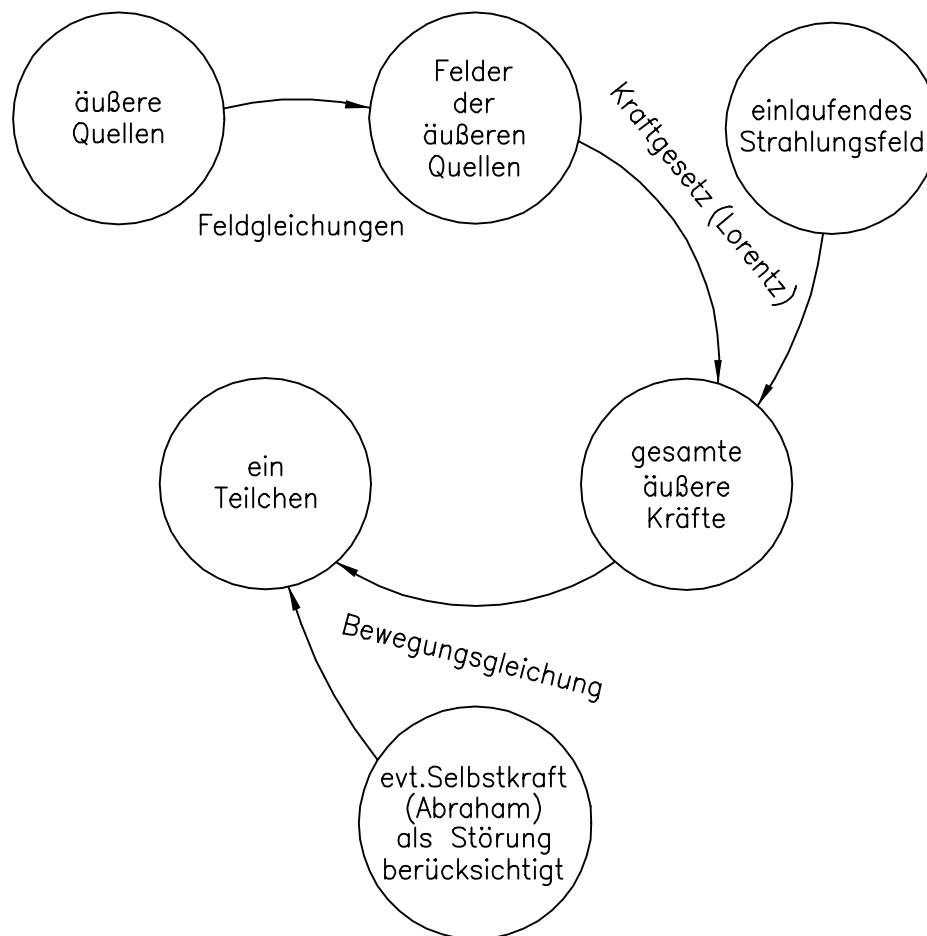 äußere
Quellen
Felder
der
äußeren
Quellen
einlaufendes
Strahlungsfeld
Feldgleichungen
Kraftgesetz (Lorentz)
ein
Teilchen
gesamte
äußere
Kräfte
Bewegungsgleichung
evt.Selbstkraft
(Abraham)
als Störung
berücksichtigt